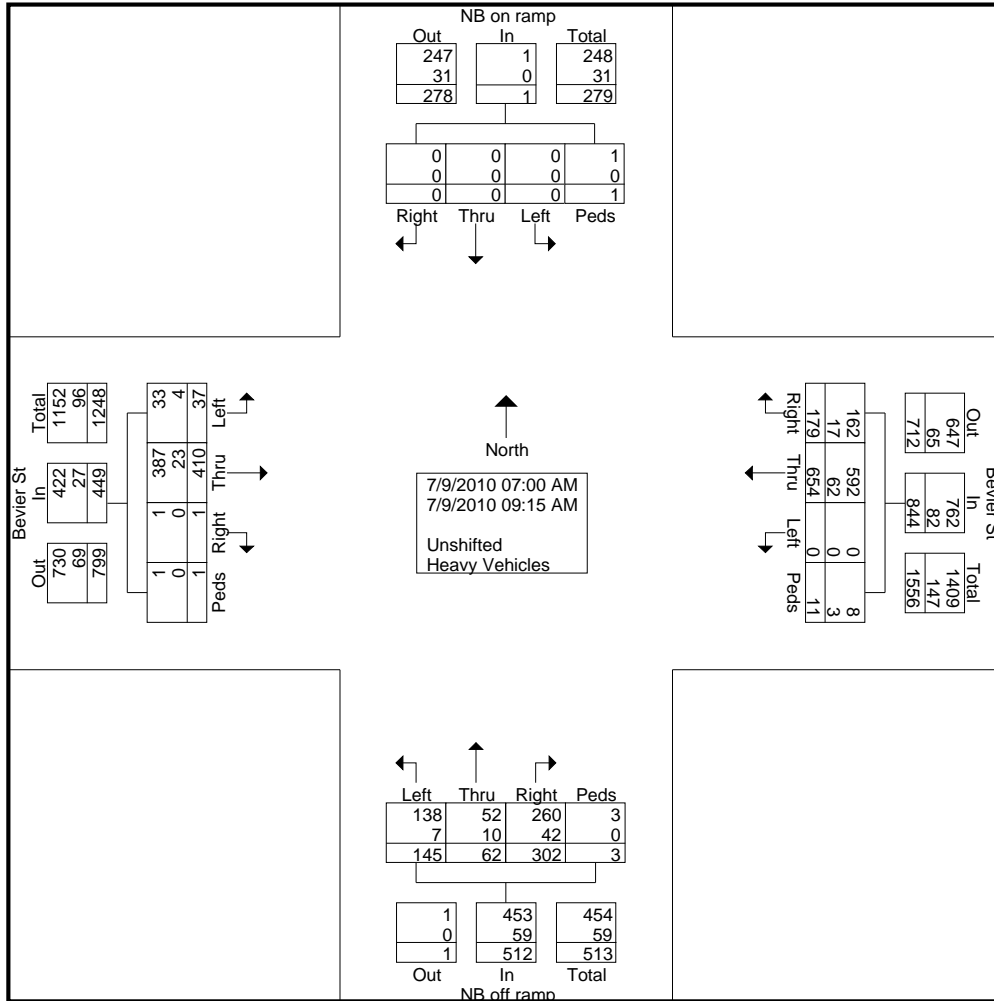 NB on ramp
Out In Total
247 1 248
31 0 31
278 1 279
0 0 0 1
0 0 0 0
0 0 0 1
Right Thru Left Peds
Bevier St
Total In Out
1152 422 730
96 27 69
1248 449 799
33 387 1 1
4 23 0 0
37 410 1 1
Left Thru Right Peds
North
7/9/2010 07:00 AM
7/9/2010 09:15 AM
Unshifted
Heavy Vehicles
Right Thru Left Peds
179 654 0 11
17 62 0 3
162 592 0 8
Out In Total
647 762 1409
65 82 147
712 844 1556
Bevier St
Left Thru Right Peds
138 52 260 3
7 10 42 0
145 62 302 3
1 453 454
0 59 59
1 512 513
Out In Total
NB off ramp